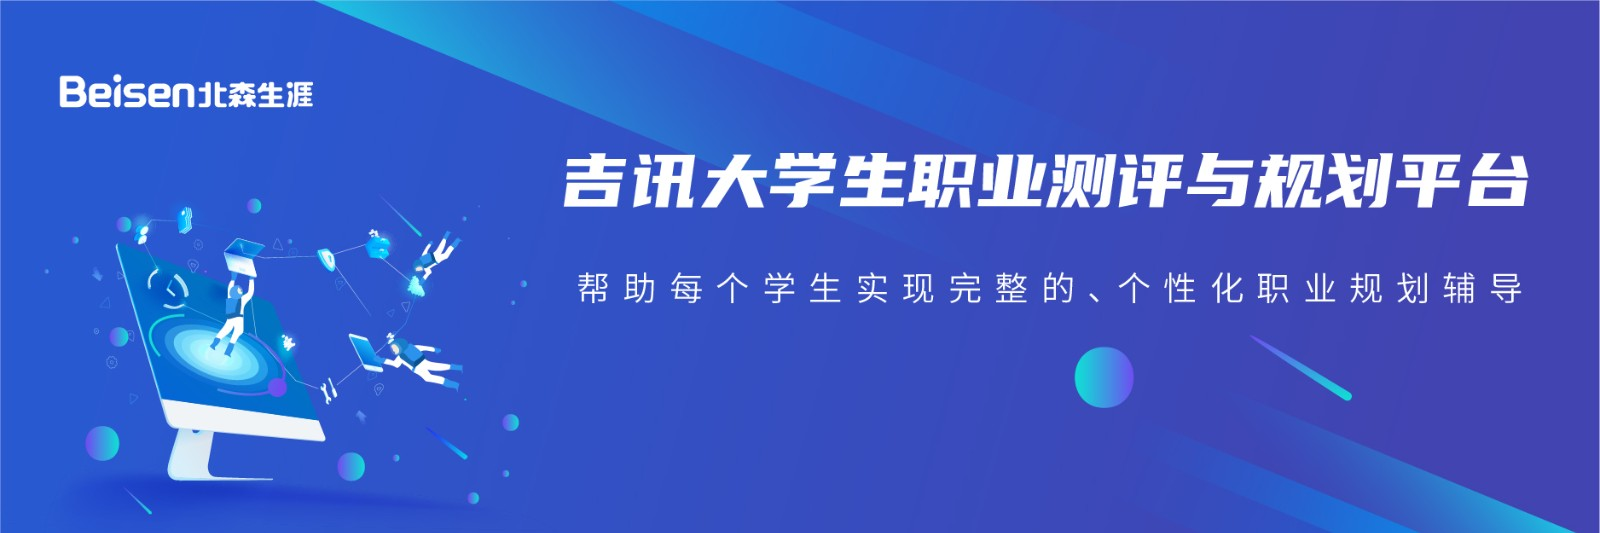 Beisen北森生涯
吉讯大学生职业测评与规划平台
帮助每个学生实现完整的、个性化职业规划辅导